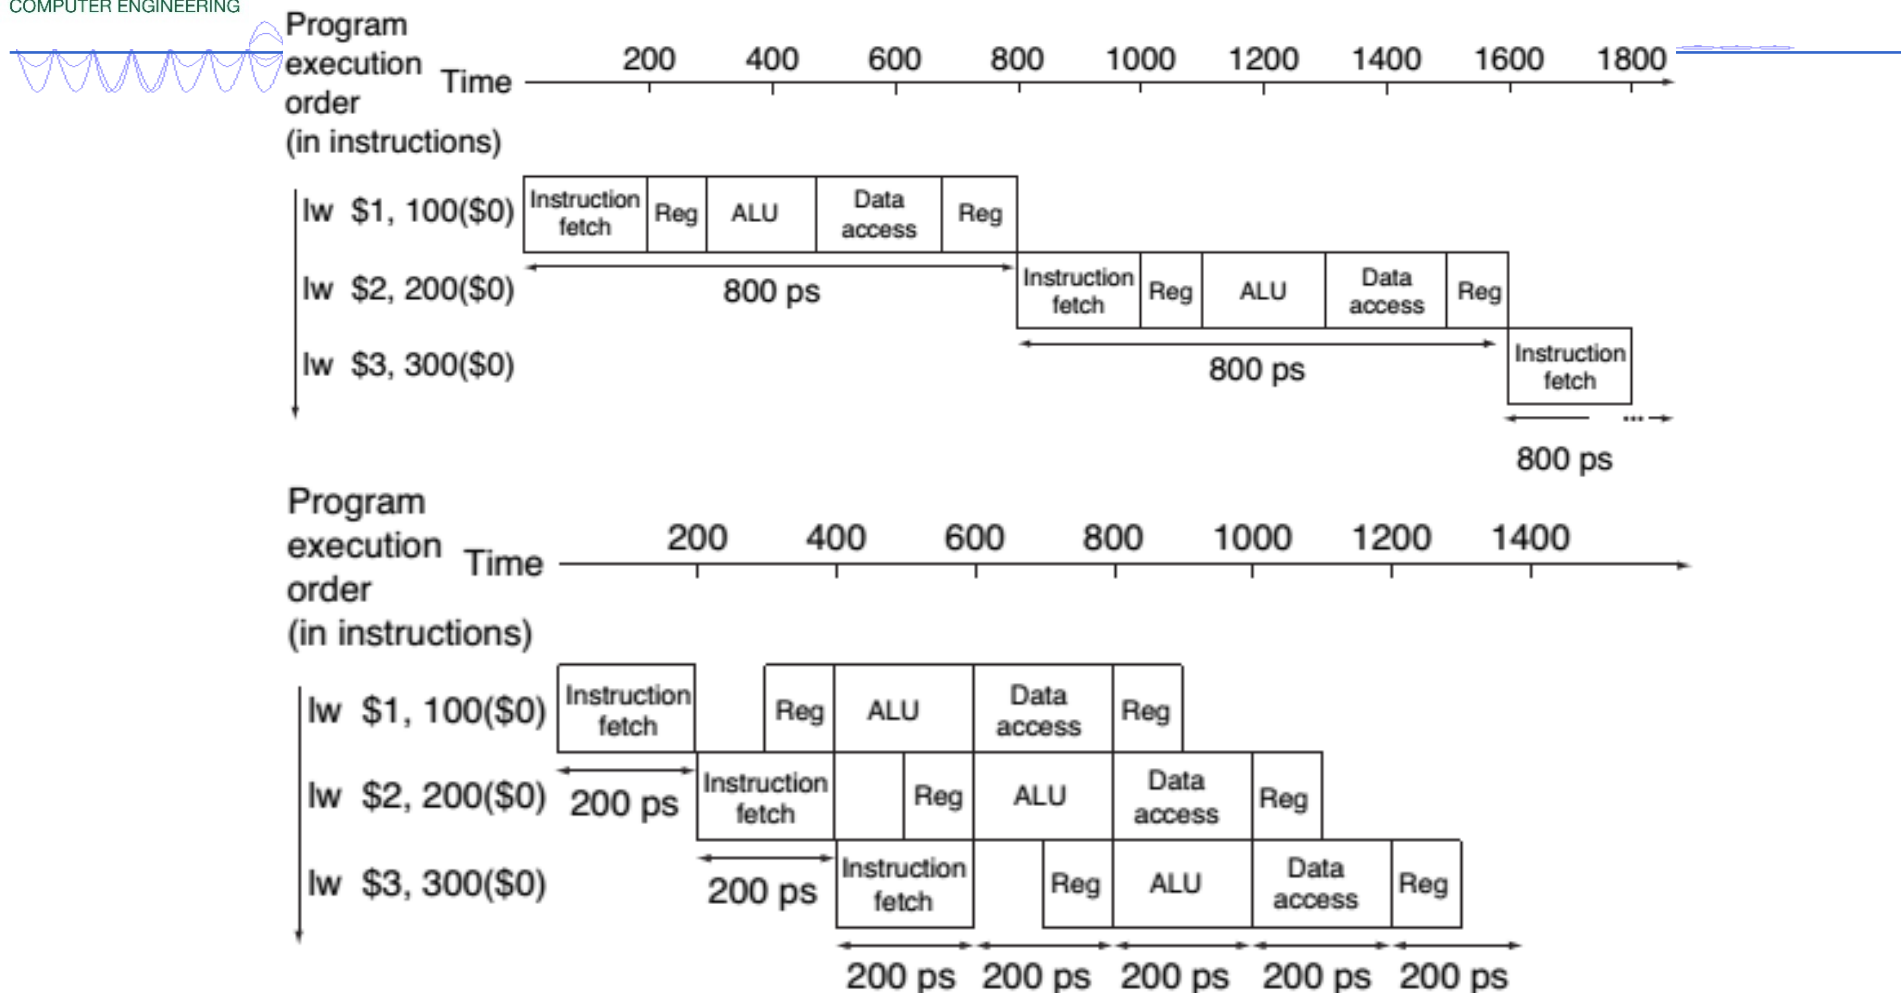 COMPUTER ENGINEERING
Program
execution
order
(in instructions)
Time
200 400 600 800 1000 1200 1400 1600 1800
lw $1, 100($0)
Instruction
fetch
Reg
ALU
Data
access
Reg
800 ps
lw $2, 200($0)
Instruction
fetch
Reg
ALU
Data
access
Reg
800 ps
lw $3, 300($0)
Instruction
fetch
...
800 ps
Program
execution
order
(in instructions)
Time
200 400 600 800 1000 1200 1400
lw $1, 100($0)
Instruction
fetch
Reg
ALU
Data
access
Reg
200 ps
lw $2, 200($0)
Instruction
fetch
Reg
ALU
Data
access
Reg
200 ps
lw $3, 300($0)
Instruction
fetch
Reg
ALU
Data
access
Reg
200 ps 200 ps 200 ps 200 ps 200 ps